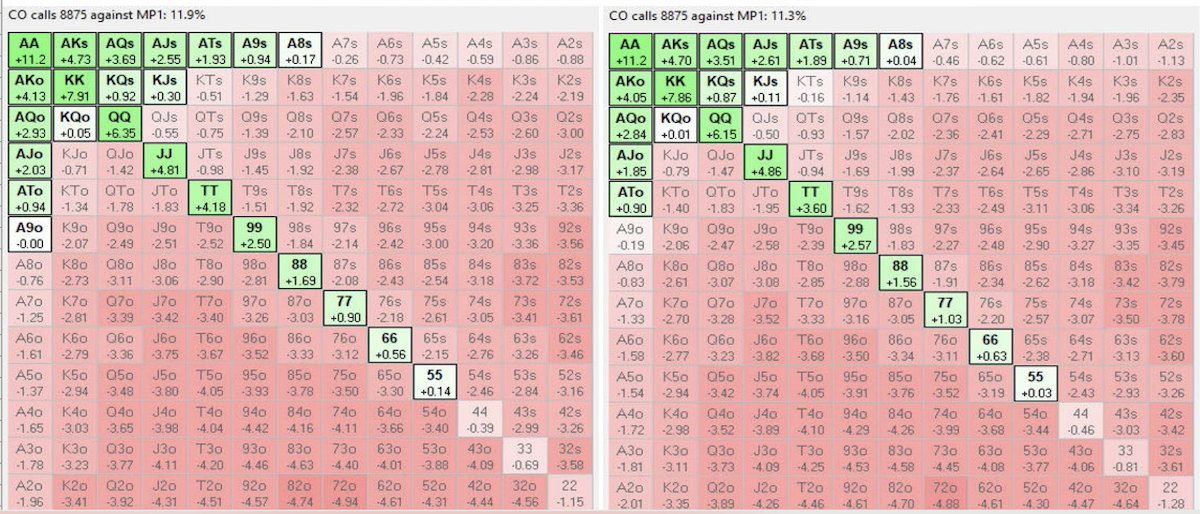 CO calls 8875 against MP1: 11.9%
AA AKs AQs AJs ATs A9s A8s A7s A6s A5s A4s A3s A2s
+11.2 +4.73 +3.69 +2.55 +1.93 +0.94 +0.17 -0.26 -0.73 -0.42 -0.59 -0.86 -0.88
AKo KK KQs KJs KTs K9s K8s K7s K6s K5s K4s K3s K2s
+4.13 +7.91 +0.92 +0.30 -0.51 -1.29 -1.63 -1.54 -1.96 -1.84 -2.28 -2.24 -2.19
AQo KQo QQ QJs QTs Q9s Q8s Q7s Q6s Q5s Q4s Q3s Q2s
+2.93 +0.05 +6.35 -0.55 -0.75 -1.39 -2.10 -2.57 -2.33 -2.24 -2.53 -2.60 -3.00
AJo KJo QJo JJ JTs J9s J8s J7s J6s J5s J4s J3s J2s
+2.03 -0.71 -1.42 +4.81 -0.98 -1.45 -1.92 -2.38 -2.67 -2.78 -2.81 -2.98 -3.17
ATo KTo QTo JTo TT T9s T8s T7s T6s T5s T4s T3s T2s
+0.94 -1.34 -1.78 -1.83 +4.18 -1.51 -1.92 -2.32 -2.72 -3.04 -3.06 -3.25 -3.36
A9o K9o Q9o J9o T9o 99 98s 97s 96s 95s 94s 93s 92s
-0.00 -2.07 -2.49 -2.51 -2.52 +2.50 -1.84 -2.14 -2.42 -3.00 -3.20 -3.36 -3.56
A8o K8o Q8o J8o T8o 98o 88 87s 86s 85s 84s 83s 82s
-0.76 -2.73 -3.11 -3.06 -2.90 -2.81 +1.69 -2.08 -2.43 -2.54 -3.18 -3.72 -3.53
A7o K7o Q7o J7o T7o 97o 87o 77 76s 75s 74s 73s 72s
-1.25 -2.81 -3.39 -3.42 -3.40 -3.26 -3.03 +0.90 -2.18 -2.61 -3.05 -3.41 -3.61
A6o K6o Q6o J6o T6o 96o 86o 76o 66 65s 64s 63s 62s
-1.61 -2.79 -3.36 -3.75 -3.67 -3.52 -3.33 -3.12 +0.56 -2.15 -2.76 -3.26 -3.46
A5o K5o Q5o J5o T5o 95o 85o 75o 65o 55 54s 53s 52s
-1.37 -2.94 -3.48 -3.80 -4.05 -3.93 -3.78 -3.50 -3.30 +0.14 -2.46 -2.84 -3.16
A4o K4o Q4o J4o T4o 94o 84o 74o 64o 54o 44 43s 42s
-1.65 -3.03 -3.65 -3.98 -4.04 -4.42 -4.16 -4.11 -3.66 -3.40 -0.39 -2.99 -3.26
A3o K3o Q3o J3o T3o 93o 83o 73o 63o 53o 43o 33 32s
-1.78 -3.23 -3.77 -4.11 -4.20 -4.46 -4.63 -4.40 -4.01 -3.88 -4.09 -0.69 -3.58
A2o K2o Q2o J2o T2o 92o 82o 72o 62o 52o 42o 32o 22
-1.96 -3.41 -3.92 -4.31 -4.51 -4.57 -4.74 -4.94 -4.61 -4.31 -4.44 -4.56 -1.15
CO calls 8875 against MP1: 11.3%
AA AKs AQs AJs ATs A9s A8s A7s A6s A5s A4s A3s A2s
+11.2 +4.70 +3.51 +2.61 +1.89 +0.71 +0.04 -0.46 -0.62 -0.61 -0.80 -1.01 -1.13
AKo KK KQs KJs KTs K9s K8s K7s K6s K5s K4s K3s K2s
+4.05 +7.86 +0.87 +0.11 -0.16 -1.14 -1.43 -1.76 -1.61 -1.82 -1.94 -1.96 -2.35
AQo KQo QQ QJs QTs Q9s Q8s Q7s Q6s Q5s Q4s Q3s Q2s
+2.84 +0.01 +6.15 -0.50 -0.93 -1.57 -2.02 -2.36 -2.41 -2.29 -2.71 -2.75 -2.83
AJo KJo QJo JJ JTs J9s J8s J7s J6s J5s J4s J3s J2s
+1.85 -0.79 -1.47 +4.86 -0.94 -1.69 -1.99 -2.37 -2.64 -2.65 -2.86 -3.10 -3.19
ATo KTo QTo JTo TT T9s T8s T7s T6s T5s T4s T3s T2s
+0.90 -1.40 -1.83 -1.95 +3.60 -1.62 -1.93 -2.33 -2.49 -3.11 -3.06 -3.34 -3.26
A9o K9o Q9o J9o T9o 99 98s 97s 96s 95s 94s 93s 92s
-0.19 -2.06 -2.47 -2.58 -2.39 +2.57 -1.83 -2.27 -2.48 -2.90 -3.27 -3.35 -3.45
A8o K8o Q8o J8o T8o 98o 88 87s 86s 85s 84s 83s 82s
-0.83 -2.61 -3.07 -3.08 -2.85 -2.88 +1.56 -1.91 -2.34 -2.62 -3.18 -3.42 -3.79
A7o K7o Q7o J7o T7o 97o 87o 77 76s 75s 74s 73s 72s
-1.33 -2.70 -3.28 -3.52 -3.33 -3.16 -3.05 +1.03 -2.20 -2.57 -3.07 -3.50 -3.78
A6o K6o Q6o J6o T6o 96o 86o 76o 66 65s 64s 63s 62s
-1.58 -2.77 -3.23 -3.82 -3.68 -3.50 -3.34 -3.11 +0.63 -2.38 -2.71 -3.13 -3.60
A5o K5o Q5o J5o T5o 95o 85o 75o 65o 55 54s 53s 52s
-1.54 -2.94 -3.42 -3.74 -4.05 -3.91 -3.76 -3.52 -3.19 +0.03 -2.43 -2.93 -3.26
A4o K4o Q4o J4o T4o 94o 84o 74o 64o 54o 44 43s 42s
-1.72 -2.98 -3.52 -3.89 -4.10 -4.29 -4.26 -3.99 -3.68 -3.44 -0.46 -3.03 -3.42
A3o K3o Q3o J3o T3o 93o 83o 73o 63o 53o 43o 33 32s
-1.81 -3.11 -3.73 -4.09 -4.25 -4.53 -4.58 -4.45 -4.08 -3.77 -4.06 -0.81 -3.61
A2o K2o Q2o J2o T2o 92o 82o 72o 62o 52o 42o 32o 22
-2.01 -3.35 -3.89 -4.26 -4.46 -4.61 -4.70 -4.88 -4.61 -4.30 -4.47 -4.64 -1.28